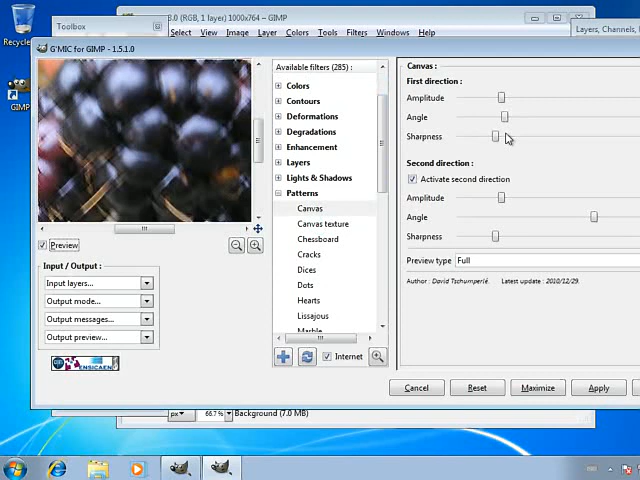 8.0 (RGB, 1 layer) 1000x764 – GIMP
Toolbox
Select View Image Layer Colors Tools Filters Windows Help
Layers, Channels,
Recycle
GIMP
G'MIC for GIMP - 1.5.1.0
Available filters (285) :
Colors
Contours
Deformations
Degradations
Enhancement
Layers
Lights & Shadows
Patterns
Canvas
Canvas texture
Chessboard
Cracks
Dices
Dots
Hearts
Lissajous
Marble
Internet
Preview
Input / Output :
Input layers...
Output mode...
Output messages...
Output preview...
ENSICAEN
Canvas :
First direction :
Amplitude
Angle
Sharpness
Second direction :
Activate second direction
Amplitude
Angle
Sharpness
Preview type Full
Author : David Tschumperlé. Latest update : 2010/12/29.
Cancel Reset Maximize Apply
px 66.7 % Background (7.0 MB)